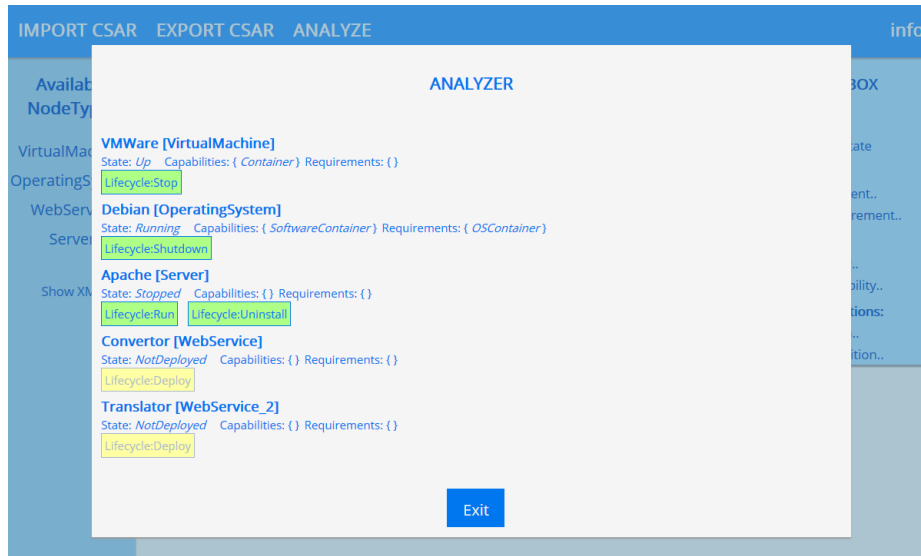 IMPORT CSAR EXPORT CSAR ANALYZE
ANALYZER
VMWare [VirtualMachine]
State: Up Capabilities: { Container } Requirements: { }
Lifecycle:Stop
Debian [OperatingSystem]
State: Running Capabilities: { SoftwareContainer } Requirements: { OSContainer }
Lifecycle:Shutdown
Apache [Server]
State: Stopped Capabilities: { } Requirements: { }
Lifecycle:Run Lifecycle:Uninstall
Convertor [WebService]
State: NotDeployed Capabilities: { } Requirements: { }
Lifecycle:Deploy
Translator [WebService_2]
State: NotDeployed Capabilities: { } Requirements: { }
Lifecycle:Deploy
Exit
Show